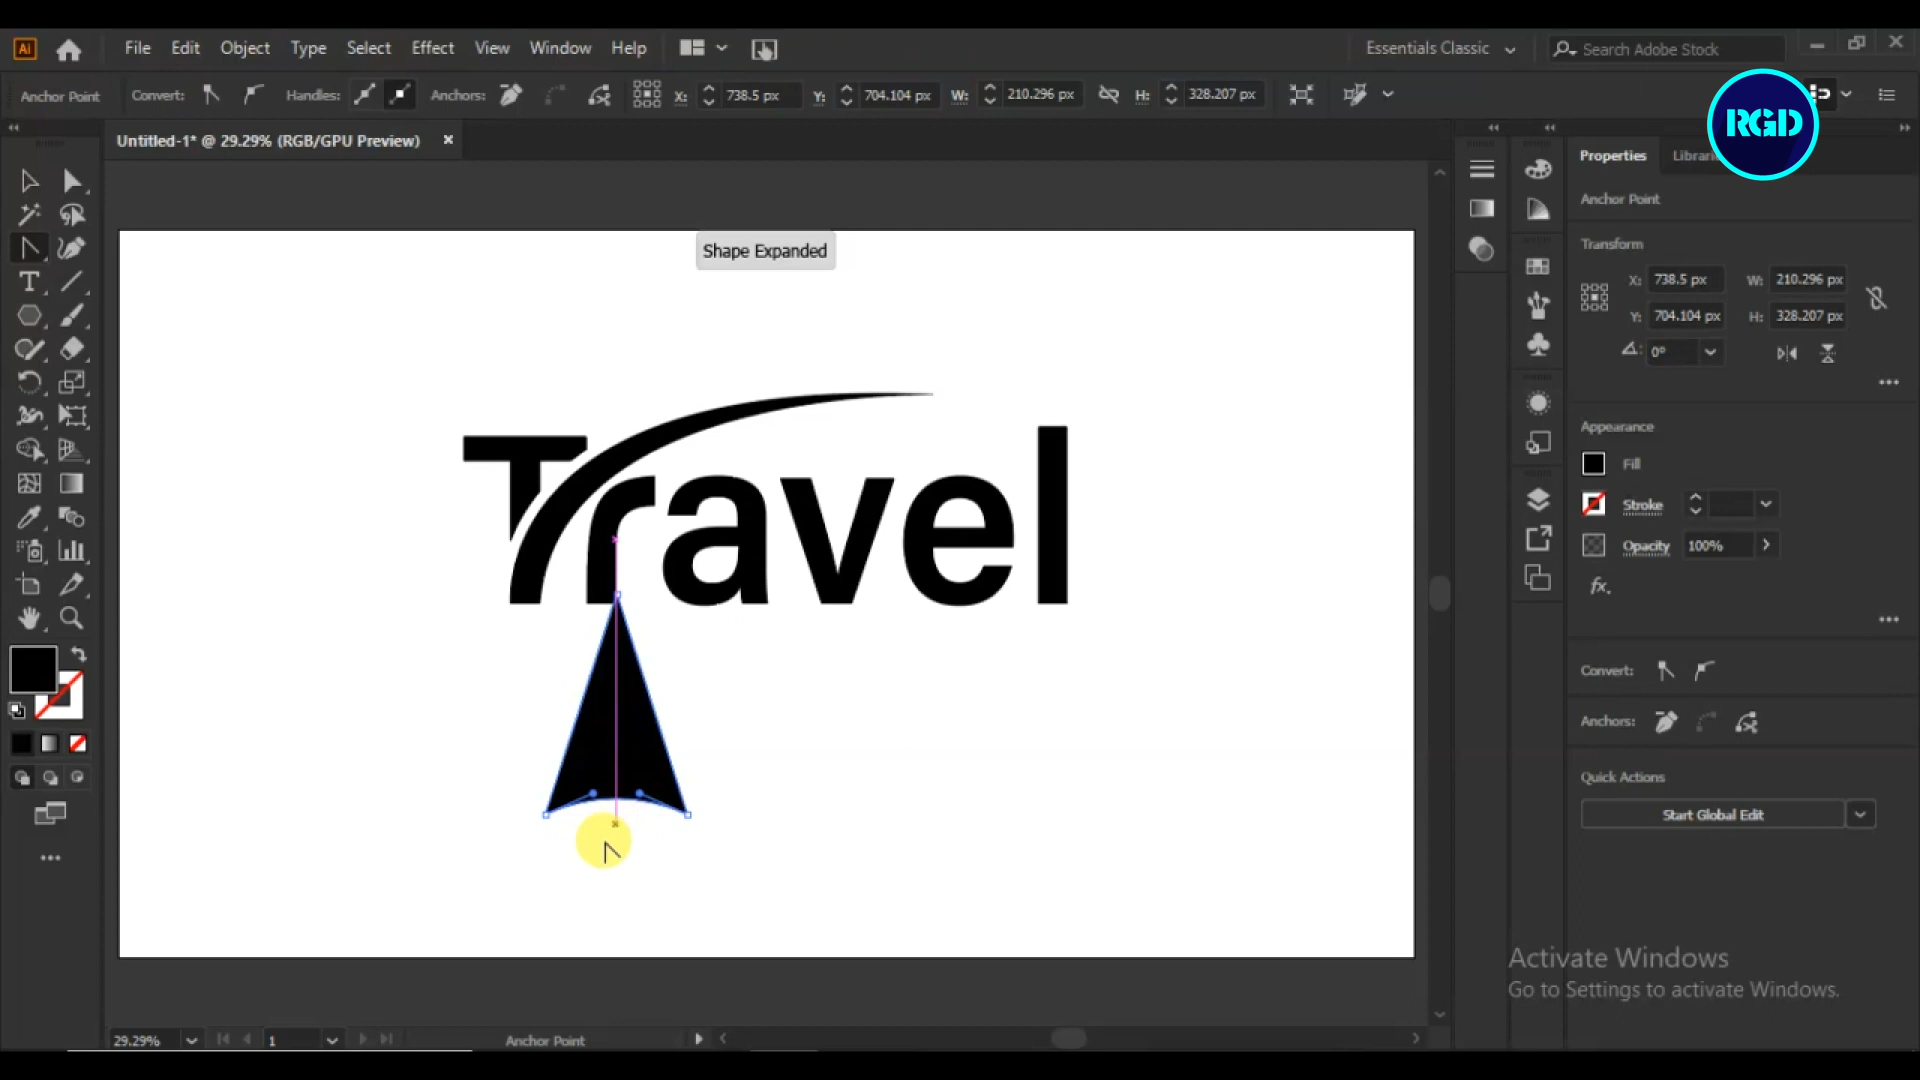 Ai File Edit Object Type Select Effect View Window Help Essentials Classic Search Adobe Stock
Anchor Point Convert: Handles: Anchors: X: 738.5 px Y: 704.104 px W: 210.296 px H: 328.207 px
RGD
Untitled-1* @ 29.29% (RGB/GPU Preview)
Properties
Anchor Point
Shape Expanded
Transform
X: 738.5 px W: 210.296 px
Y: 704.104 px H: 328.207 px
0°
Appearance
Fill
Stroke
Opacity 100%
fx.
Travel
Convert:
Anchors:
Quick Actions
Start Global Edit
Activate Windows
Go to Settings to activate Windows.
29.29% 1 Anchor Point